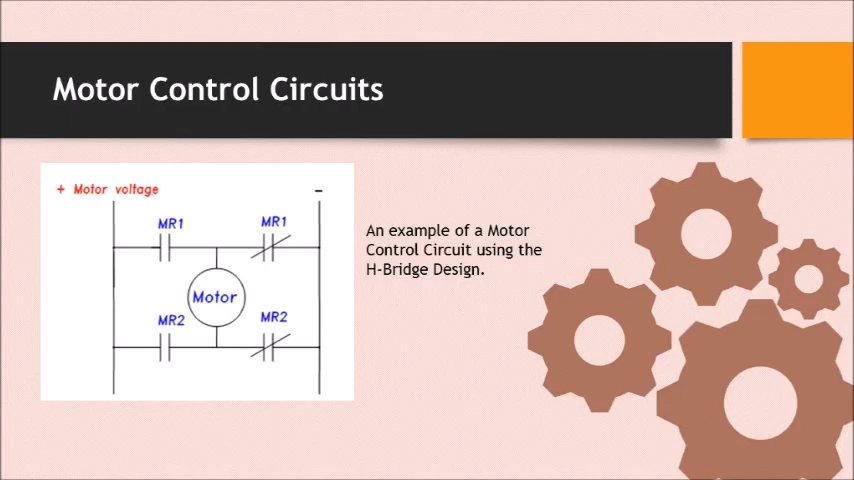 Motor Control Circuits
+ Motor voltage -
MR1 MR1
Motor
MR2 MR2
An example of a Motor
Control Circuit using the
H-Bridge Design.